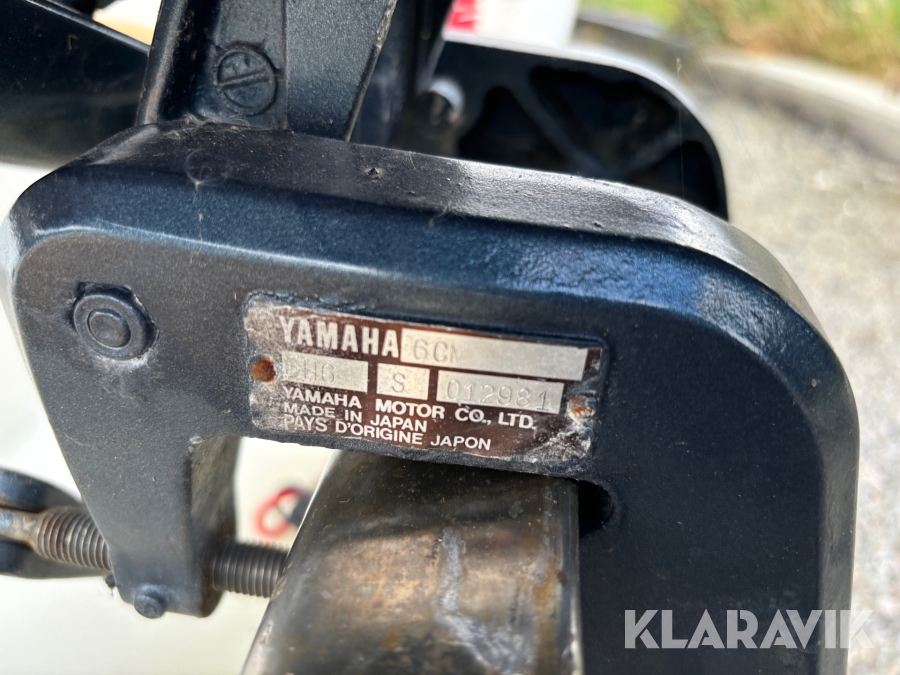 YAMAHA 6CM
6H6 S 012981
YAMAHA MOTOR CO., LTD.
MADE IN JAPAN
PAYS D'ORIGINE JAPON
KLARAVIK